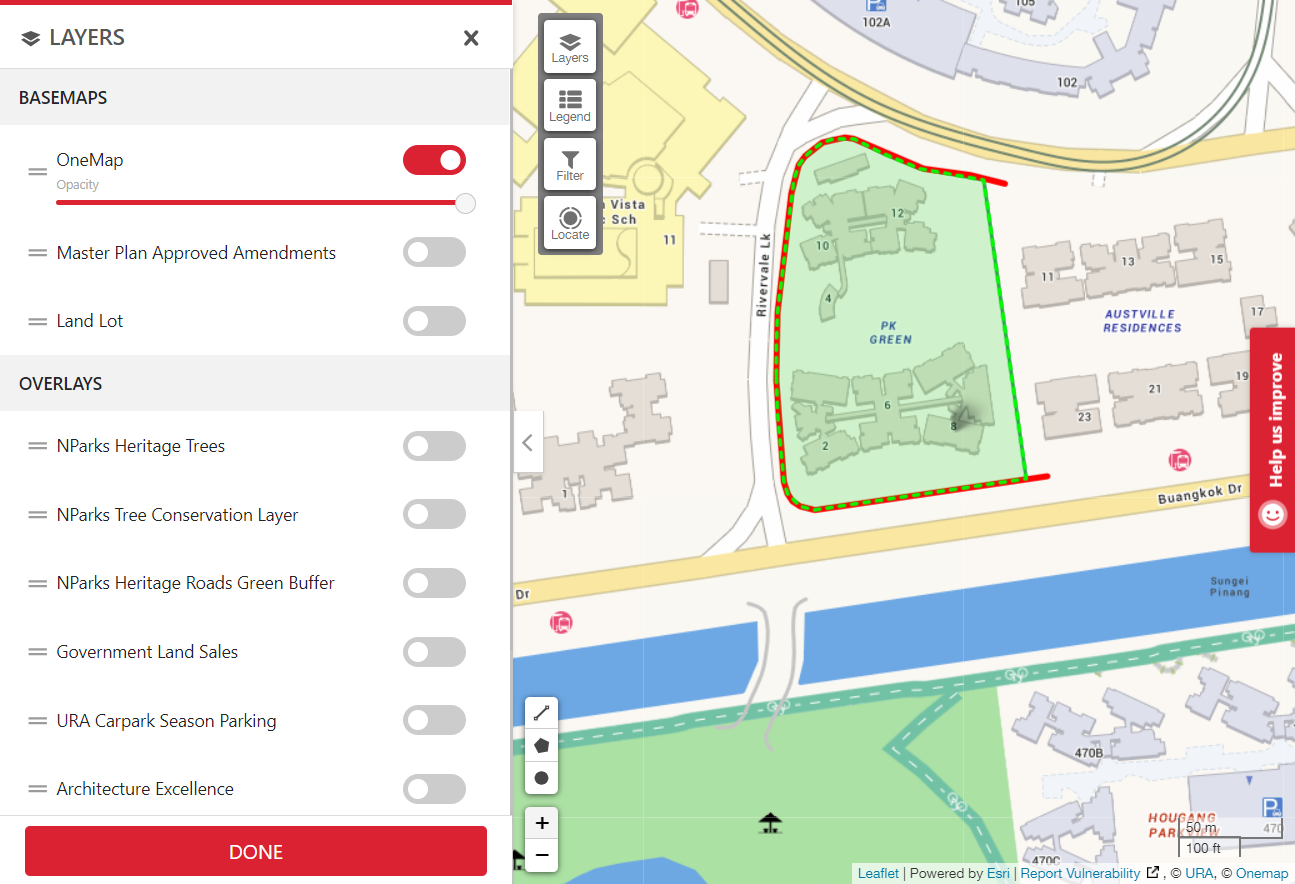 LAYERS
BASEMAPS
OneMap
Opacity
Master Plan Approved Amendments
Land Lot
OVERLAYS
NParks Heritage Trees
NParks Tree Conservation Layer
NParks Heritage Roads Green Buffer
Government Land Sales
URA Carpark Season Parking
Architecture Excellence
DONE
Layers
Legend
Filter
Locate
105
102A
102
Vista
c Sch
11
Rivervale Lk
12
10
4
PK
GREEN
6
8
2
1
11
13
15
17
AUSTVILLE
RESIDENCES
19
21
23
Help us improve
Buangkok Dr
Dr
Sungei
Pinang
470B
HOUGANG
PARKVIEW
470
470C
50 m
100 ft
+
−
Leaflet | Powered by Esri | Report Vulnerability , © URA, © Onemap